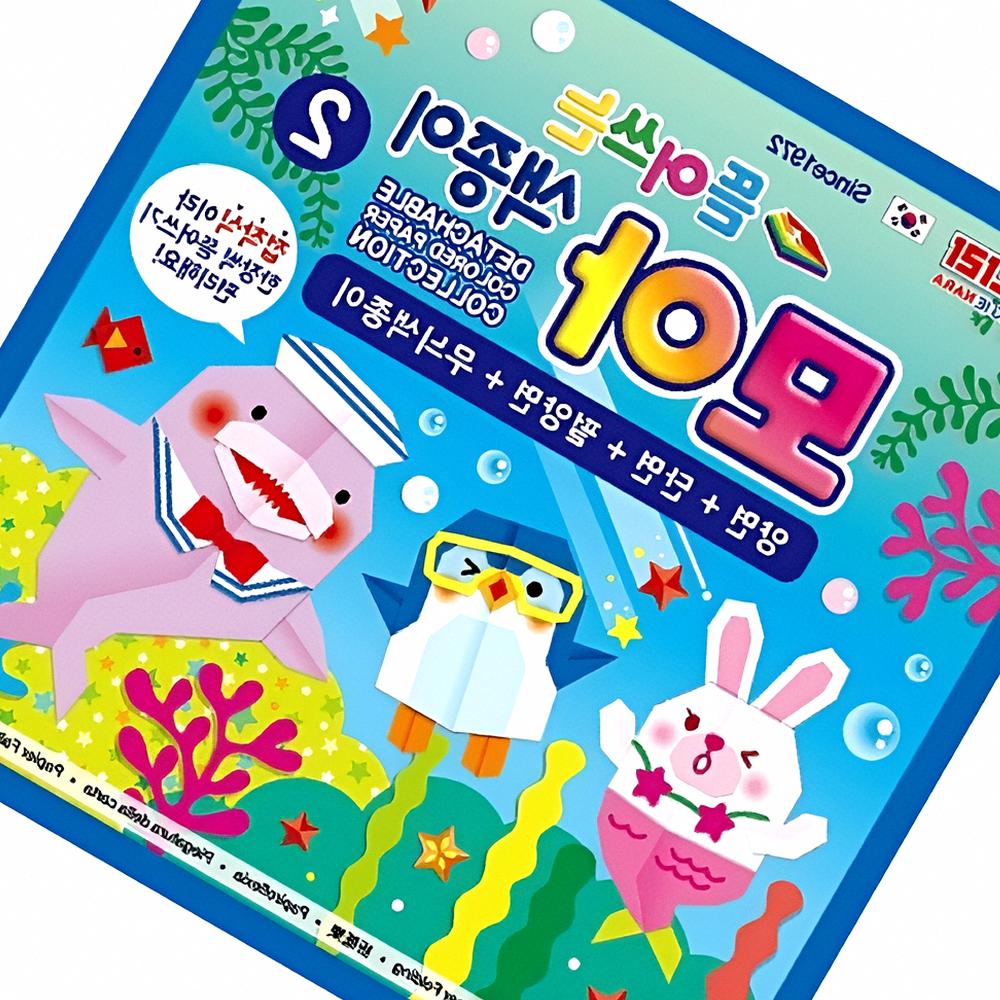 Since1972
뜯어쓰는
모아
색종이
2
DETACHABLE
COLORED PAPER
COLLECTION
양면 + 단면 + 펄양면 + 무늬색종이
접착식이라
한장씩 뜯어쓰기
편리해요!